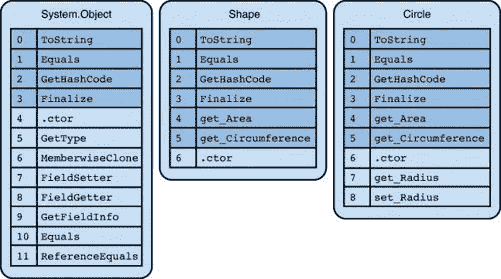 System.Object
0 ToString
1 Equals
2 GetHashCode
3 Finalize
4 .ctor
5 GetType
6 MemberwiseClone
7 FieldSetter
8 FieldGetter
9 GetFieldInfo
10 Equals
11 ReferenceEquals
Shape
0 ToString
1 Equals
2 GetHashCode
3 Finalize
4 get_Area
5 get_Circumference
6 .ctor
Circle
0 ToString
1 Equals
2 GetHashCode
3 Finalize
4 get_Area
5 get_Circumference
6 .ctor
7 get_Radius
8 set_Radius